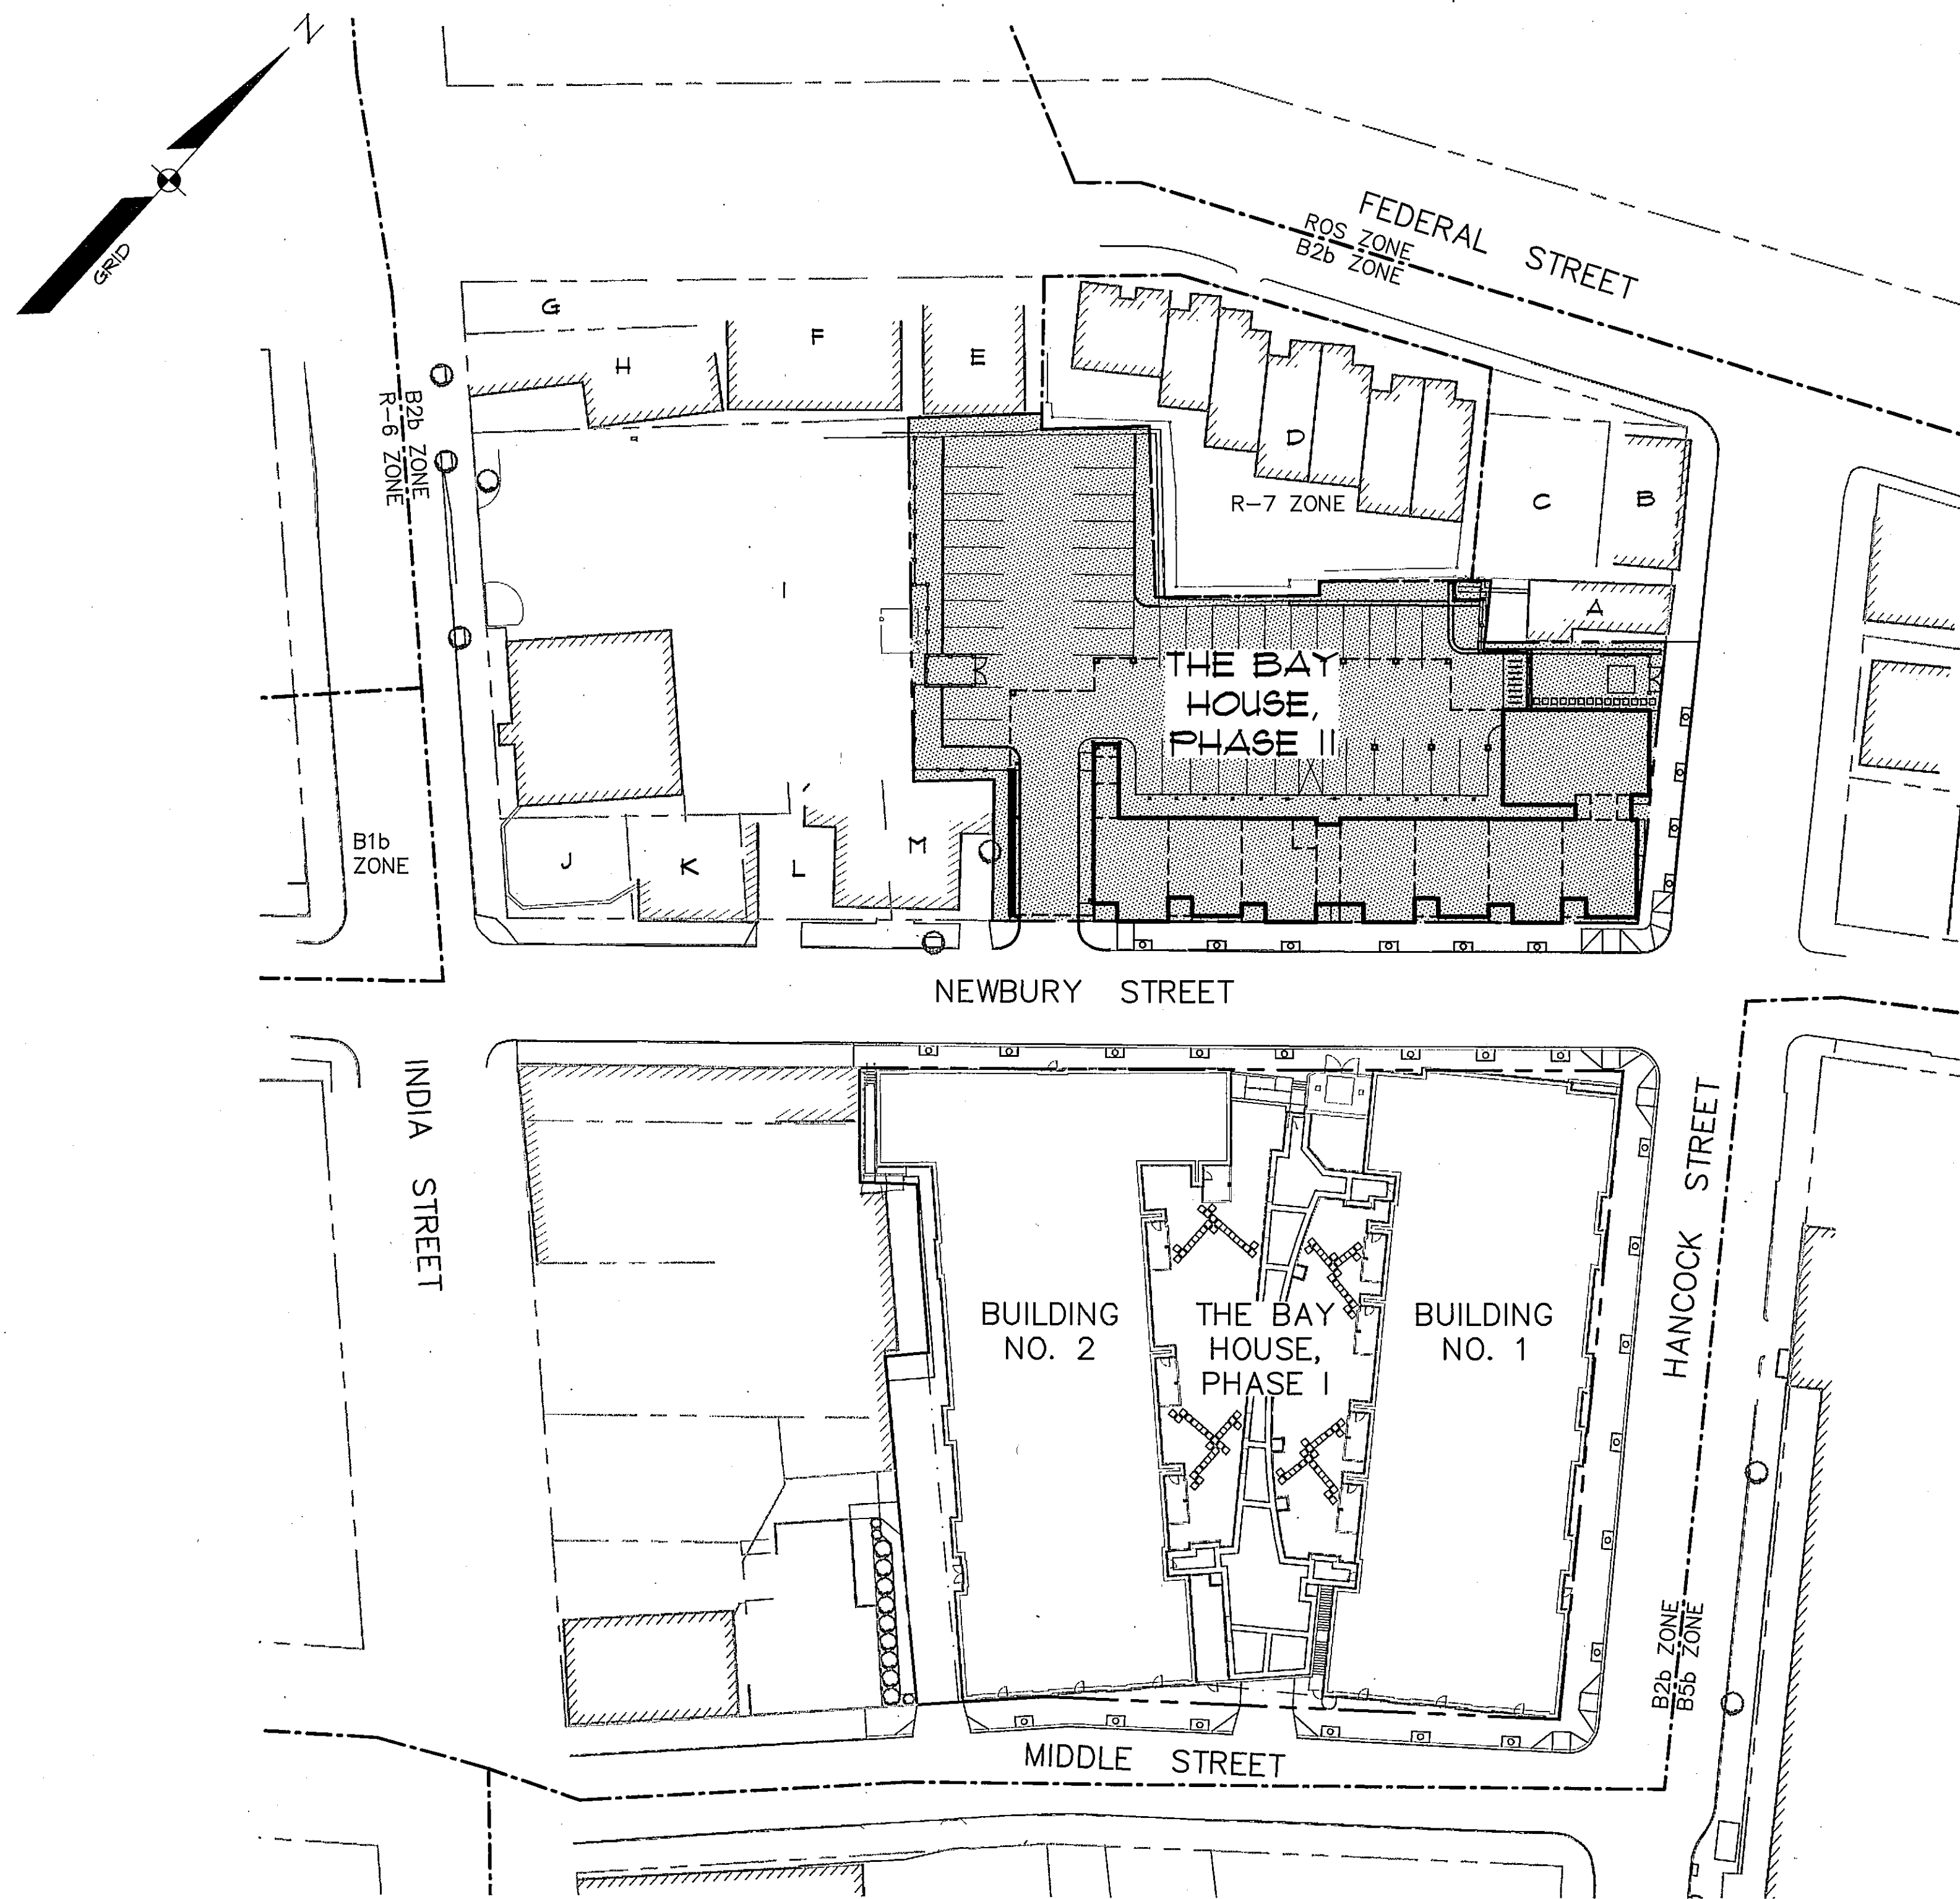 N
GRID
FEDERAL STREET
ROS ZONE
B2b ZONE
G
H
F
E
D
R-7 ZONE
C
B
A
B2b ZONE
R-6 ZONE
I
THE BAY
HOUSE,
PHASE II
B1b
ZONE
J
K
L
M
NEWBURY STREET
INDIA STREET
HANCOCK STREET
BUILDING
NO. 2
THE BAY
HOUSE,
PHASE I
BUILDING
NO. 1
B2b ZONE
B5b ZONE
MIDDLE STREET